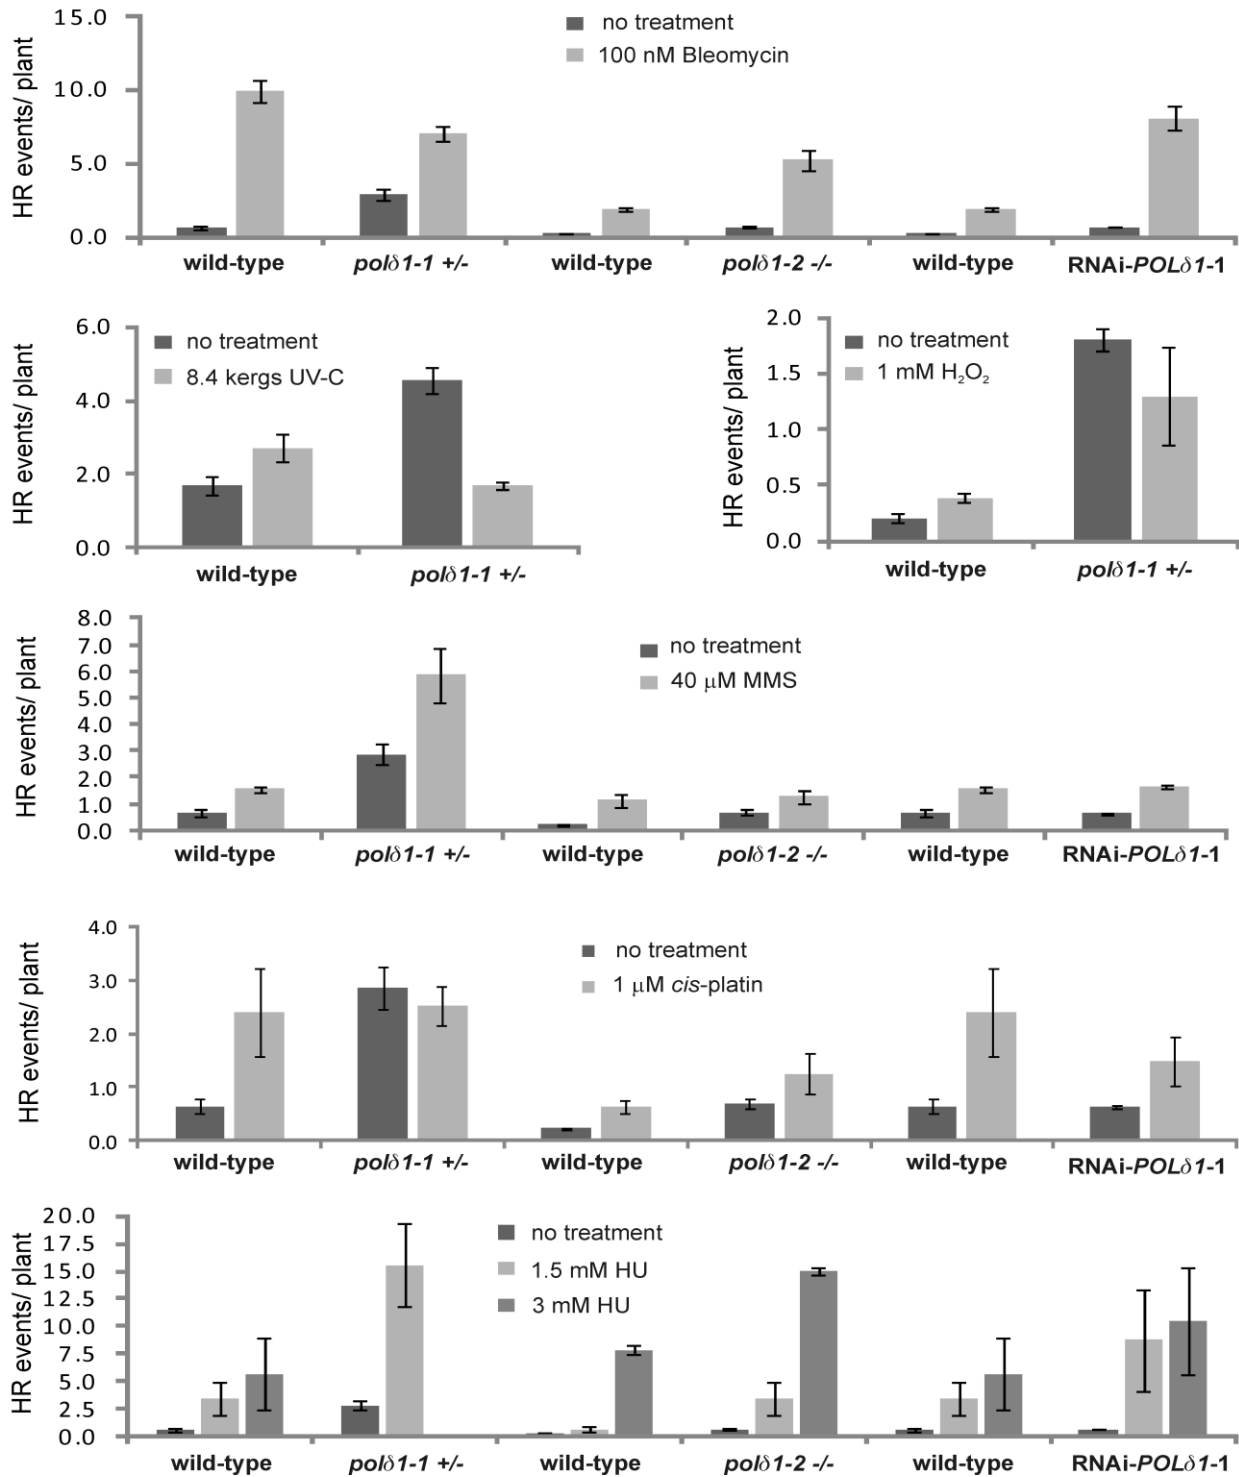 15.0
no treatment
100 nM Bleomycin
10.0
5.0
0.0
HR events/ plant
wild-type polδ1-1 +/- wild-type polδ1-2 -/- wild-type RNAi-POLδ1-1
6.0
no treatment
8.4 kergs UV-C
4.0
2.0
0.0
HR events/ plant
wild-type polδ1-1 +/-
2.0
no treatment
1 mM H₂O₂
1.5
1.0
0.5
0.0
HR events/ plant
wild-type polδ1-1 +/-
8.0
7.0
no treatment
6.0
40 μM MMS
5.0
4.0
3.0
2.0
1.0
0.0
HR events/ plant
wild-type polδ1-1 +/- wild-type polδ1-2 -/- wild-type RNAi-POLδ1-1
4.0
no treatment
1 μM cis-platin
3.0
2.0
1.0
0.0
HR events/ plant
wild-type polδ1-1 +/- wild-type polδ1-2 -/- wild-type RNAi-POLδ1-1
20.0
no treatment
17.5
1.5 mM HU
15.0
3 mM HU
12.5
10.0
7.5
5.0
2.5
0.0
HR events/ plant
wild-type polδ1-1 +/- wild-type polδ1-2 -/- wild-type RNAi-POLδ1-1